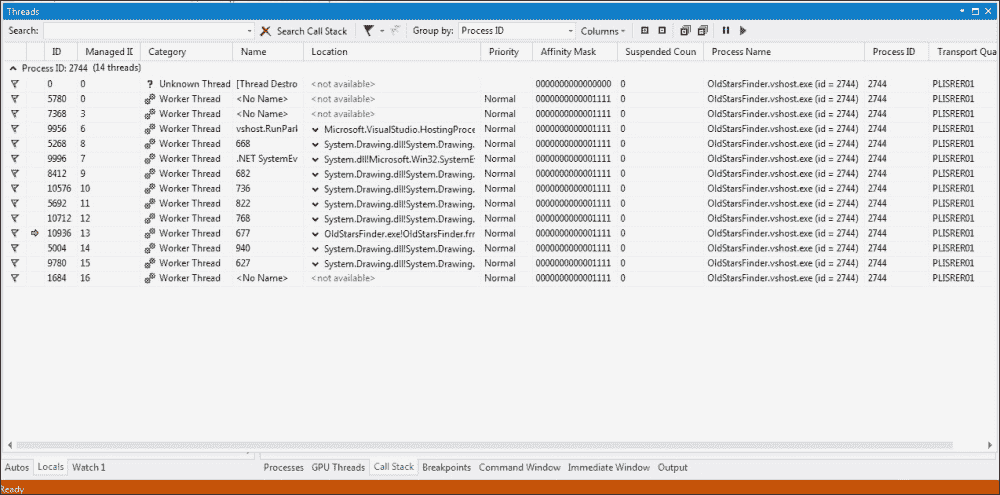 Threads
Search: Search Call Stack Group by: Process ID Columns
ID Managed II Category Name Location Priority Affinity Mask Suspended Coun Process Name Process ID Transport Qua
Process ID: 2744 (14 threads)
0 0 ? Unknown Thread [Thread Destro <not available> 0000000000000000 0 OldStarsFinder.vshost.exe (id = 2744) 2744 PLISRER01
5780 0 Worker Thread <No Name> <not available> Normal 0000000000001111 0 OldStarsFinder.vshost.exe (id = 2744) 2744 PLISRER01
7368 3 Worker Thread <No Name> <not available> Normal 0000000000001111 0 OldStarsFinder.vshost.exe (id = 2744) 2744 PLISRER01
9956 6 Worker Thread vshost.RunPark Microsoft.VisualStudio.HostingProce Normal 0000000000001111 0 OldStarsFinder.vshost.exe (id = 2744) 2744 PLISRER01
5268 8 Worker Thread 668 System.Drawing.dll!System.Drawing. Normal 0000000000001111 0 OldStarsFinder.vshost.exe (id = 2744) 2744 PLISRER01
9996 7 Worker Thread .NET SystemEv System.dll!Microsoft.Win32.SystemE Normal 0000000000001111 0 OldStarsFinder.vshost.exe (id = 2744) 2744 PLISRER01
8412 9 Worker Thread 682 System.Drawing.dll!System.Drawing. Normal 0000000000001111 0 OldStarsFinder.vshost.exe (id = 2744) 2744 PLISRER01
10576 10 Worker Thread 736 System.Drawing.dll!System.Drawing. Normal 0000000000001111 0 OldStarsFinder.vshost.exe (id = 2744) 2744 PLISRER01
5692 11 Worker Thread 822 System.Drawing.dll!System.Drawing. Normal 0000000000001111 0 OldStarsFinder.vshost.exe (id = 2744) 2744 PLISRER01
10712 12 Worker Thread 768 System.Drawing.dll!System.Drawing. Normal 0000000000001111 0 OldStarsFinder.vshost.exe (id = 2744) 2744 PLISRER01
10936 13 Worker Thread 677 OldStarsFinder.exe!OldStarsFinder.frr Normal 0000000000001111 0 OldStarsFinder.vshost.exe (id = 2744) 2744 PLISRER01
5004 14 Worker Thread 940 System.Drawing.dll!System.Drawing. Normal 0000000000001111 0 OldStarsFinder.vshost.exe (id = 2744) 2744 PLISRER01
9780 15 Worker Thread 627 System.Drawing.dll!System.Drawing. Normal 0000000000001111 0 OldStarsFinder.vshost.exe (id = 2744) 2744 PLISRER01
1684 16 Worker Thread <No Name> <not available> Normal 0000000000001111 0 OldStarsFinder.vshost.exe (id = 2744) 2744 PLISRER01
Autos Locals Watch 1 Processes GPU Threads Call Stack Breakpoints Command Window Immediate Window Output
Ready